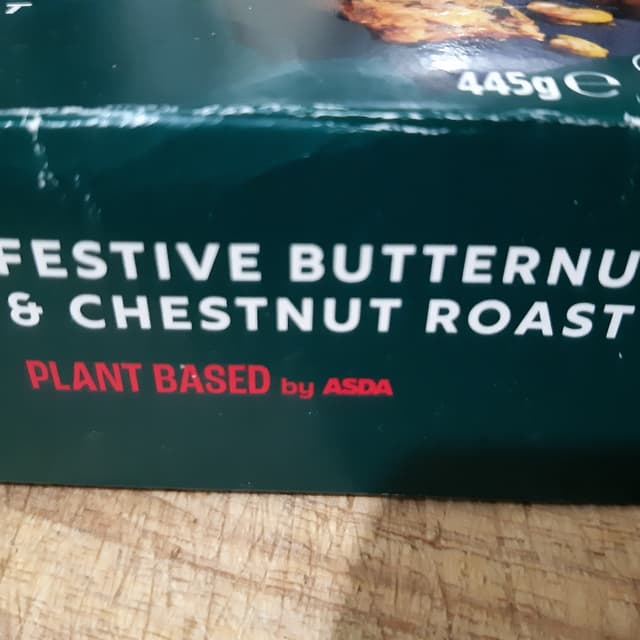 445g ℮
FESTIVE BUTTERNU
& CHESTNUT ROAST
PLANT BASED by ASDA